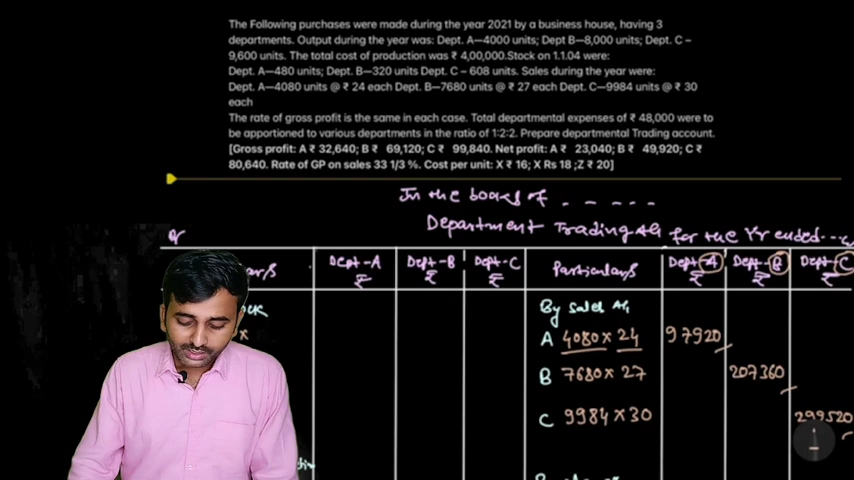 The Following purchases were made during the year 2021 by a business house, having 3
departments. Output during the year was: Dept. A—4000 units; Dept B—8,000 units; Dept. C –
9,600 units. The total cost of production was ₹ 4,00,000.Stock on 1.1.04 were:
Dept. A—480 units; Dept. B—320 units Dept. C – 608 units. Sales during the year were:
Dept. A—4080 units @ ₹ 24 each Dept. B—7680 units @ ₹ 27 each Dept. C—9984 units @ ₹ 30
each
The rate of gross profit is the same in each case. Total departmental expenses of ₹ 48,000 were to
be apportioned to various departments in the ratio of 1:2:2. Prepare departmental Trading account.
[Gross profit: A ₹ 32,640; B ₹ 69,120; C ₹ 99,840. Net profit: A ₹ 23,040; B ₹ 49,920; C ₹
80,640. Rate of GP on sales 33 1/3 %. Cost per unit: X ₹ 16; X Rs 18 ;Z ₹ 20]
In the books of - - - - - -
Department Trading A/c for the Yr ended....
Dr
Dept-A ₹ Dept-B ₹ Dept-C ₹ Particulars Dept-A ₹ Dept-B ₹ Dept-C ₹
By sales A/c
A 4080 x 24 97920
B 7680 x 27 207360
C 9984 x 30 299520